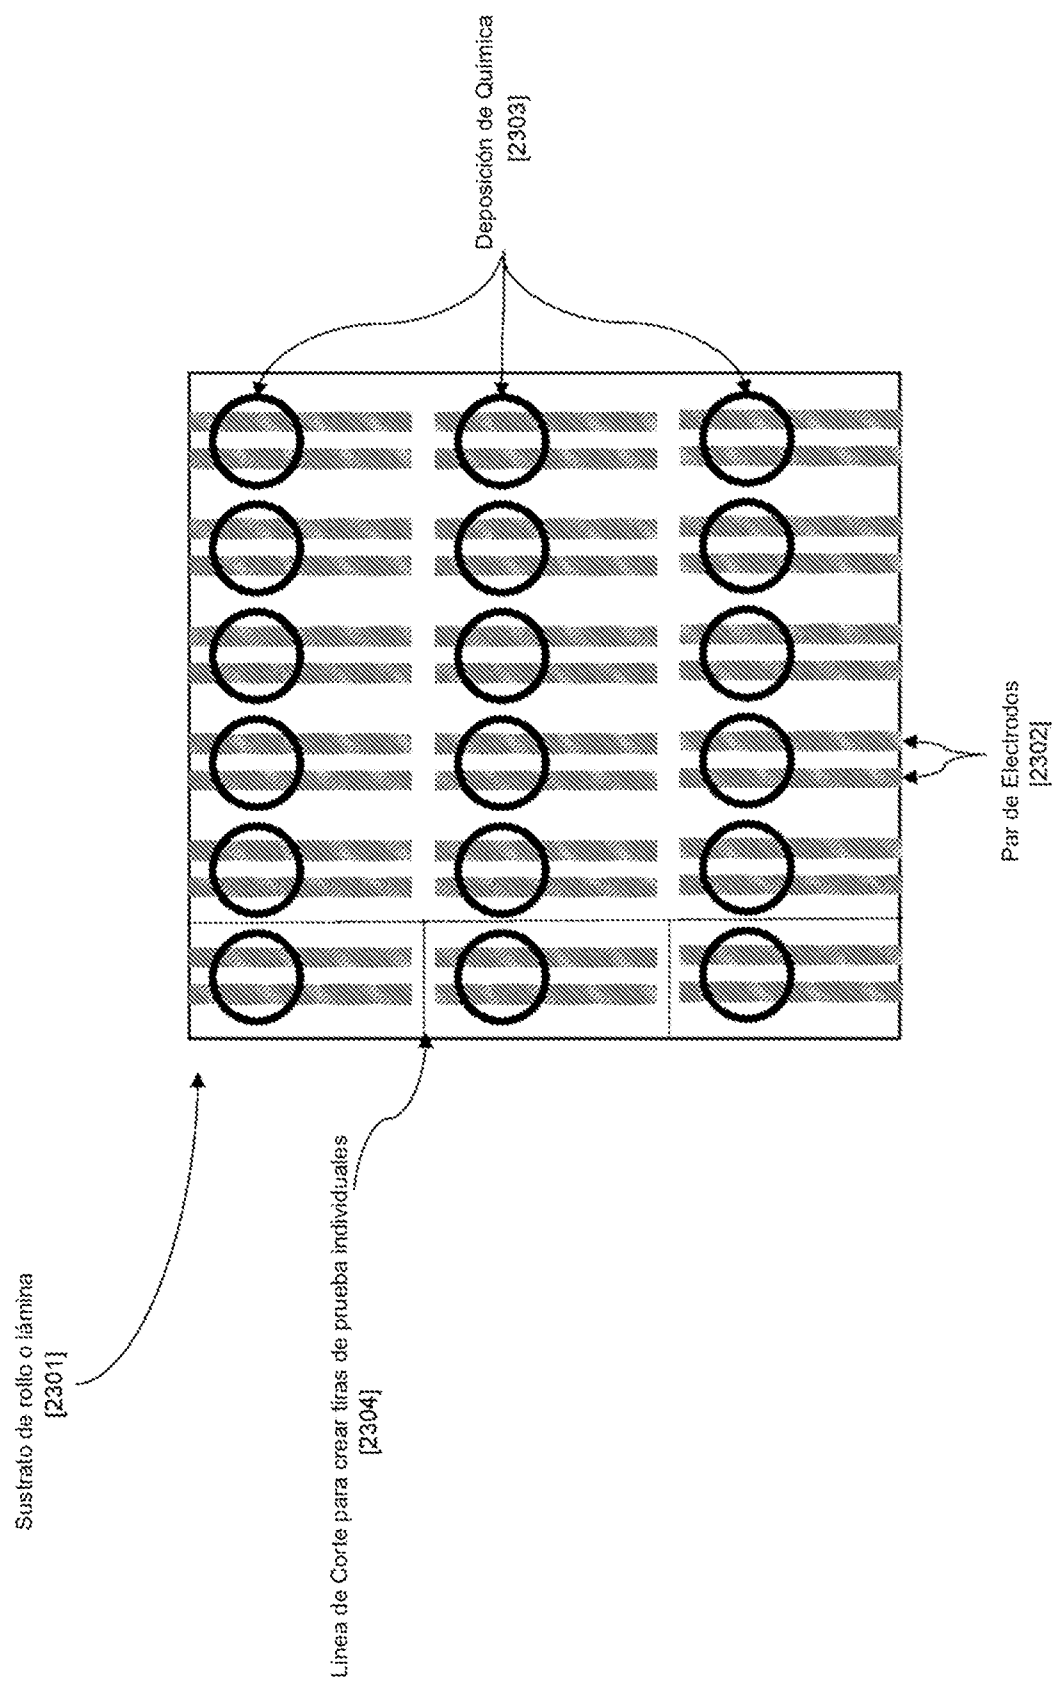 Sustrato de rollo o lámina
[2301]
Línea de Corte para crear tiras de prueba individuales
[2304]
Deposición de Química
[2303]
Par de Electrodos
[2302]